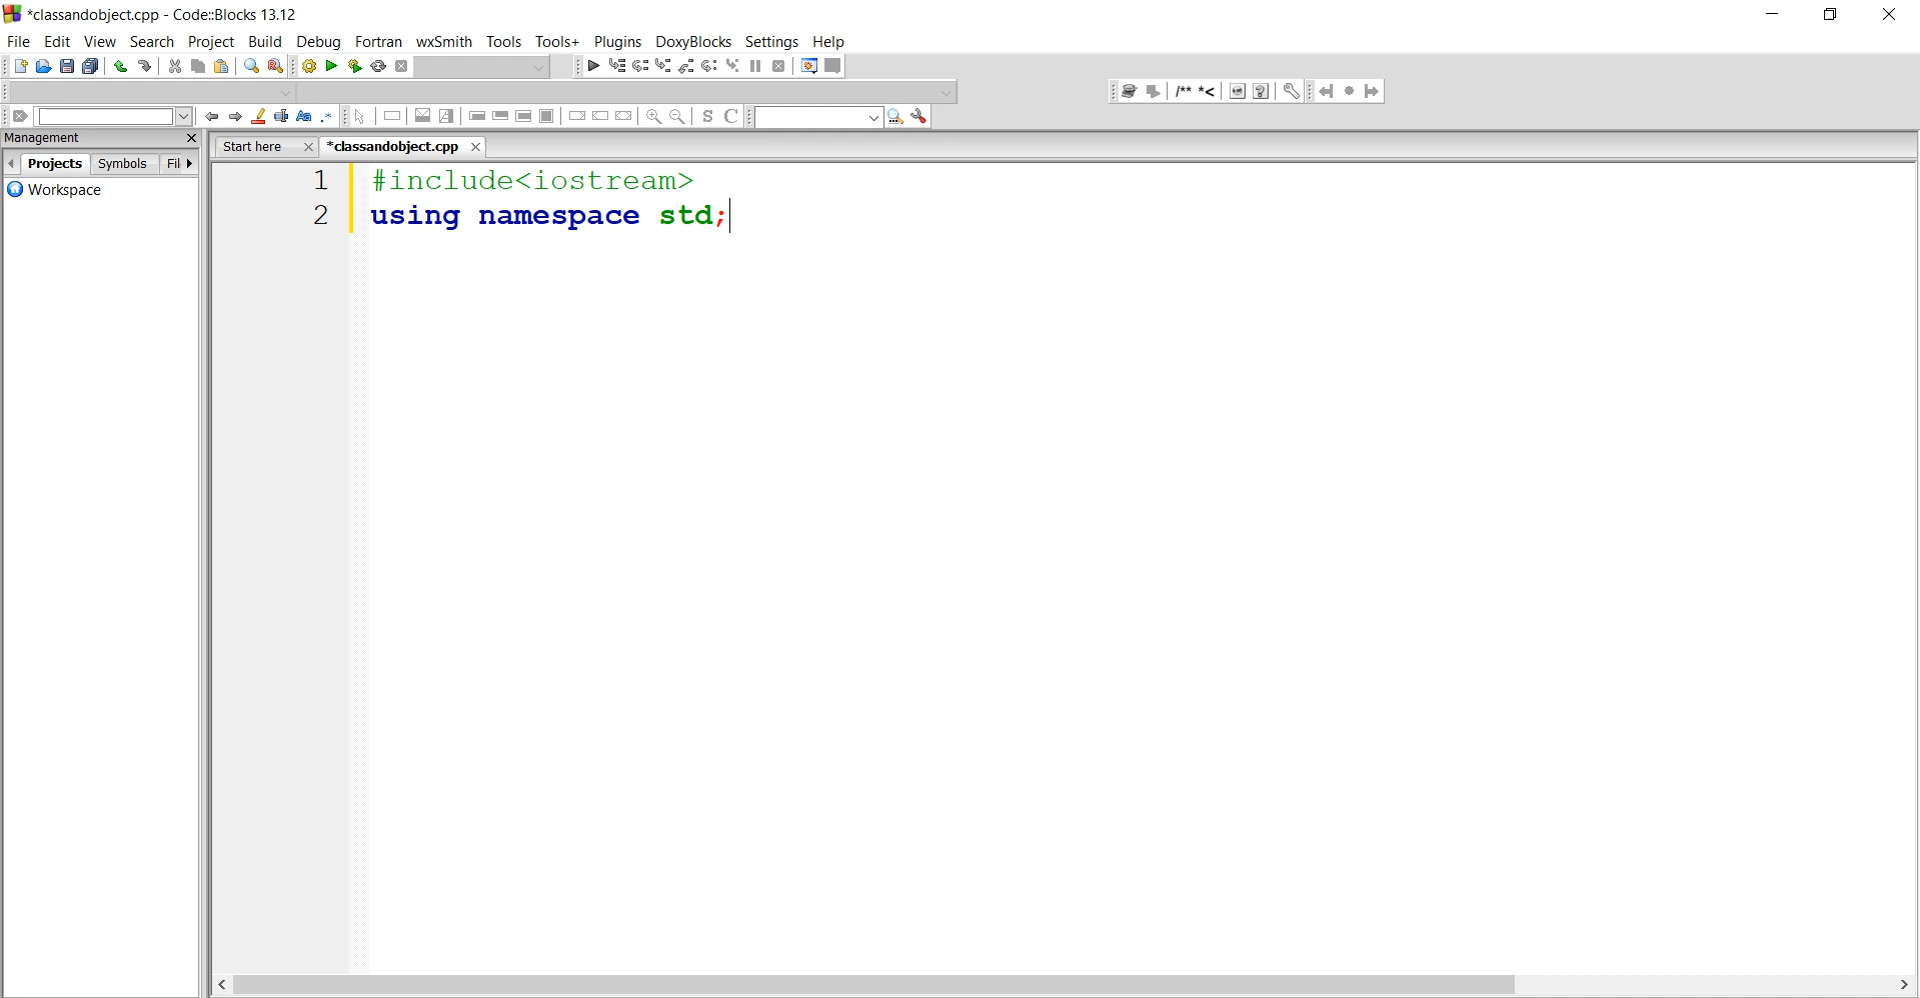 *classandobject.cpp - Code::Blocks 13.12
File Edit View Search Project Build Debug Fortran wxSmith Tools Tools+ Plugins DoxyBlocks Settings Help
/** *<
Aa .* S C
Management
Projects Symbols Fil
Start here *classandobject.cpp
Workspace
1 #include<iostream>
2 using namespace std;